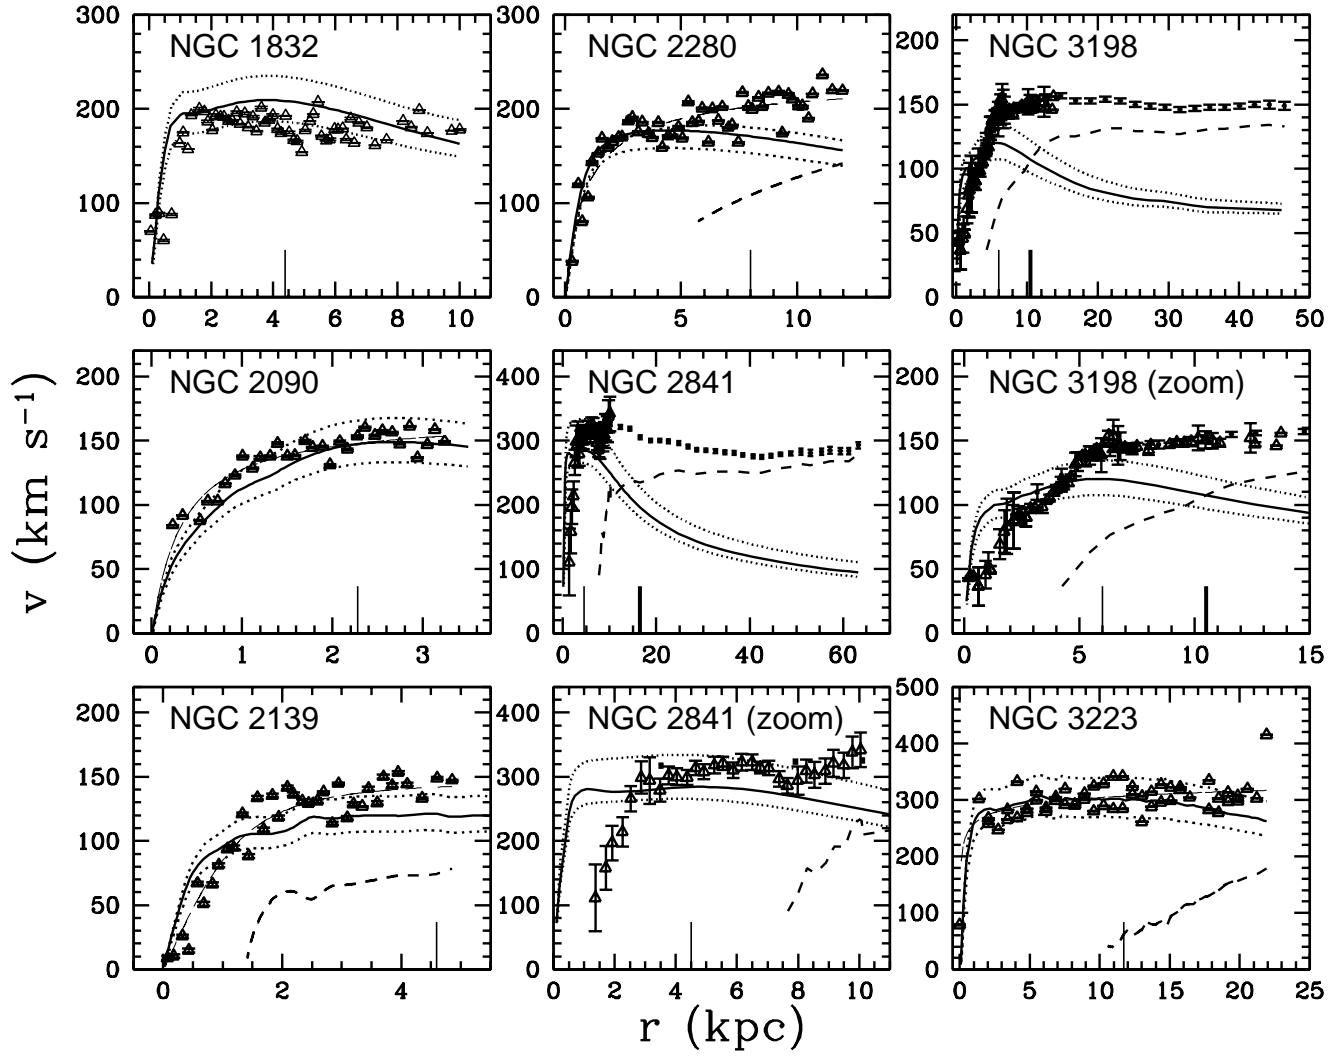 NGC 1832
300
200
100
0
0 2 4 6 8 10
NGC 2280
300
200
100
0
0 5 10
NGC 3198
200
150
100
50
0
0 10 20 30 40 50
NGC 2090
200
150
100
50
0
0 1 2 3
NGC 2841
400
300
200
100
0
0 20 40 60
NGC 3198 (zoom)
200
150
100
50
0
0 5 10 15
NGC 2139
200
150
100
50
0
0 2 4
NGC 2841 (zoom)
400
300
200
100
0
0 2 4 6 8 10
NGC 3223
500
400
300
200
100
0
0 5 10 15 20 25
v (km s⁻¹)
r (kpc)